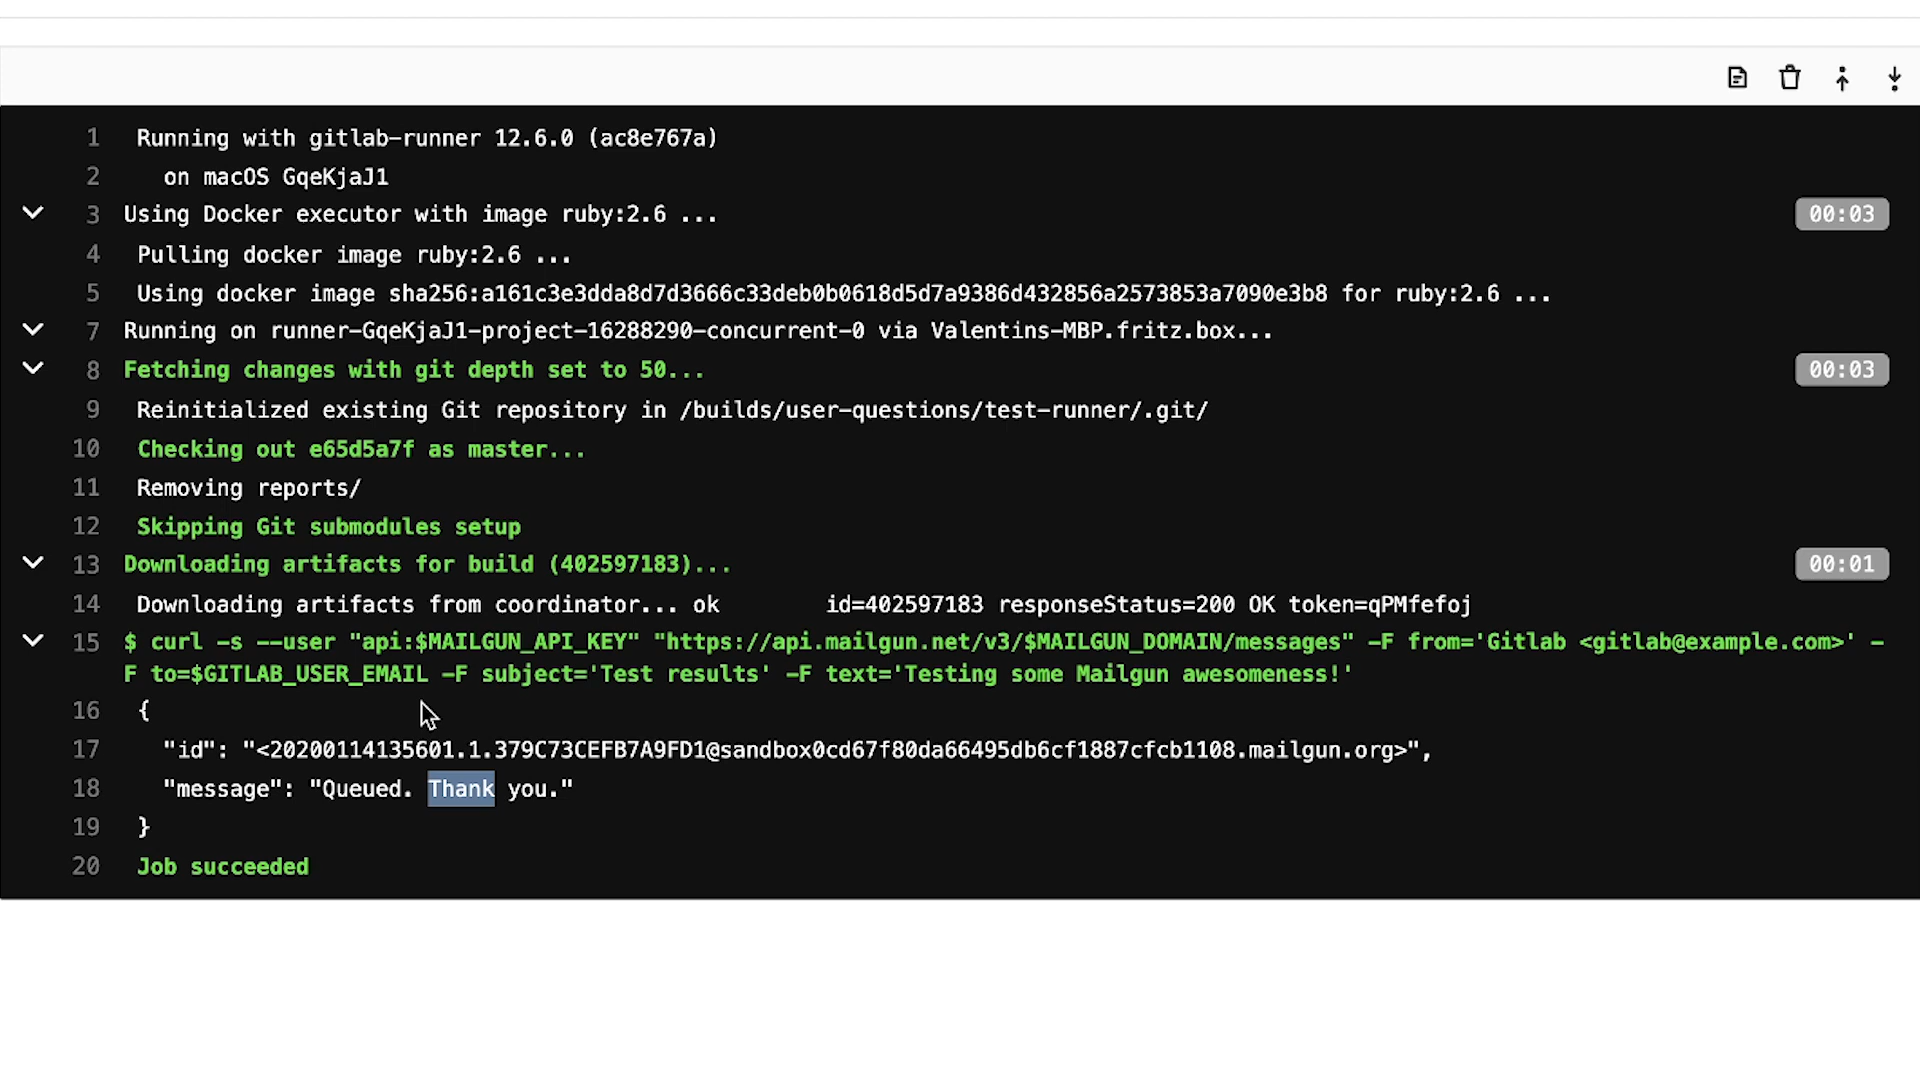 1 Running with gitlab-runner 12.6.0 (ac8e767a)
2 on macOS GqeKjaJ1
3 Using Docker executor with image ruby:2.6 ... 00:03
4 Pulling docker image ruby:2.6 ...
5 Using docker image sha256:a161c3e3dda8d7d3666c33deb0b0618d5d7a9386d432856a2573853a7090e3b8 for ruby:2.6 ...
7 Running on runner-GqeKjaJ1-project-16288290-concurrent-0 via Valentins-MBP.fritz.box...
8 Fetching changes with git depth set to 50... 00:03
9 Reinitialized existing Git repository in /builds/user-questions/test-runner/.git/
10 Checking out e65d5a7f as master...
11 Removing reports/
12 Skipping Git submodules setup
13 Downloading artifacts for build (402597183)... 00:01
14 Downloading artifacts from coordinator... ok id=402597183 responseStatus=200 OK token=qPMfefoj
15 $ curl -s --user "api:$MAILGUN_API_KEY" "https://api.mailgun.net/v3/$MAILGUN_DOMAIN/messages" -F from='Gitlab <gitlab@example.com>' -
F to=$GITLAB_USER_EMAIL -F subject='Test results' -F text='Testing some Mailgun awesomeness!'
16 {
17 "id": "<20200114135601.1.379C73CEFB7A9FD1@sandbox0cd67f80da66495db6cf1887cfcb1108.mailgun.org>",
18 "message": "Queued. Thank you."
19 }
20 Job succeeded